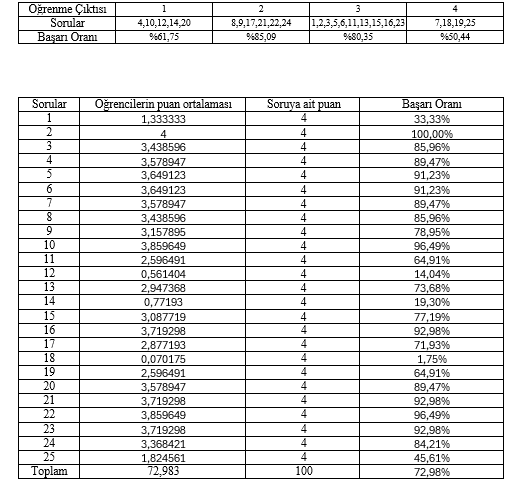 Öğrenme Çıktısı 1 2 3 4
Sorular 4,10,12,14,20 8,9,17,21,22,24 1,2,3,5,6,11,13,15,16,23 7,18,19,25
Başarı Oranı %61,75 %85,09 %80,35 %50,44
Sorular Öğrencilerin puan ortalaması Soruya ait puan Başarı Oranı
1 1,333333 4 33,33%
2 4 4 100,00%
3 3,438596 4 85,96%
4 3,578947 4 89,47%
5 3,649123 4 91,23%
6 3,649123 4 91,23%
7 3,578947 4 89,47%
8 3,438596 4 85,96%
9 3,157895 4 78,95%
10 3,859649 4 96,49%
11 2,596491 4 64,91%
12 0,561404 4 14,04%
13 2,947368 4 73,68%
14 0,77193 4 19,30%
15 3,087719 4 77,19%
16 3,719298 4 92,98%
17 2,877193 4 71,93%
18 0,070175 4 1,75%
19 2,596491 4 64,91%
20 3,578947 4 89,47%
21 3,719298 4 92,98%
22 3,859649 4 96,49%
23 3,719298 4 92,98%
24 3,368421 4 84,21%
25 1,824561 4 45,61%
Toplam 72,983 100 72,98%